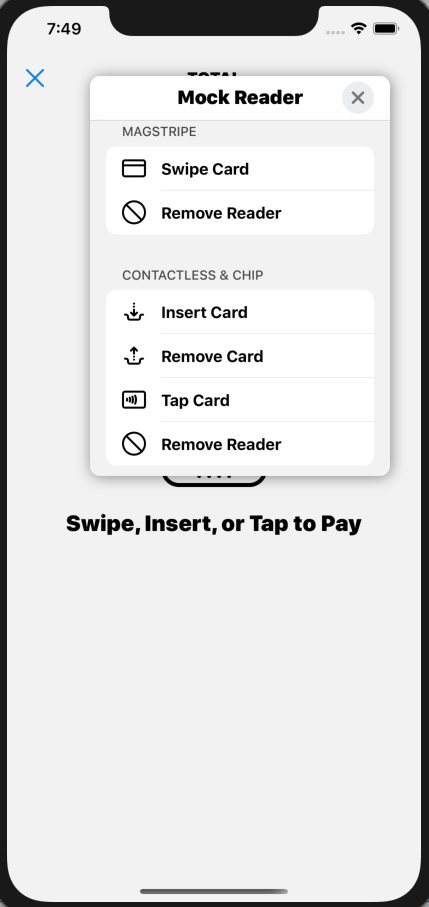 7:49
TOTAL
Mock Reader
MAGSTRIPE
Swipe Card
Remove Reader
CONTACTLESS & CHIP
Insert Card
Remove Card
Tap Card
Remove Reader
Swipe, Insert, or Tap to Pay